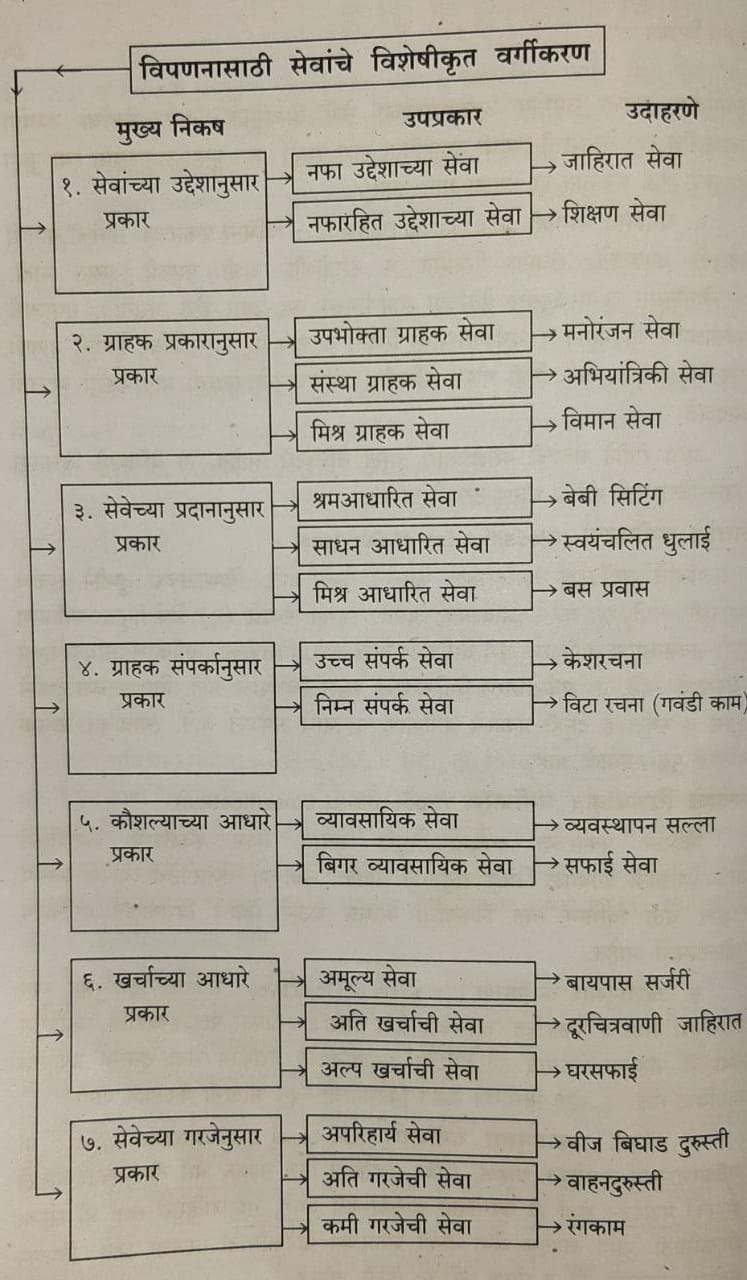 विपणनासाठी सेवांचे विशेषीकृत वर्गीकरण
मुख्य निकष उपप्रकार उदाहरणे
१. सेवांच्या उद्देशानुसार
प्रकार
नफा उद्देशाच्या सेवा
जाहिरात सेवा
नफारहित उद्देशाच्या सेवा
शिक्षण सेवा
२. ग्राहक प्रकारानुसार
प्रकार
उपभोक्ता ग्राहक सेवा
मनोरंजन सेवा
संस्था ग्राहक सेवा
अभियांत्रिकी सेवा
मिश्र ग्राहक सेवा
विमान सेवा
३. सेवेच्या प्रदानानुसार
प्रकार
श्रमआधारित सेवा
बेबी सिटिंग
साधन आधारित सेवा
स्वयंचलित धुलाई
मिश्र आधारित सेवा
बस प्रवास
४. ग्राहक संपर्कानुसार
प्रकार
उच्च संपर्क सेवा
केशरचना
निम्न संपर्क सेवा
विटा रचना (गवंडी काम)
५. कौशल्याच्या आधारे
प्रकार
व्यावसायिक सेवा
व्यवस्थापन सल्ला
बिगर व्यावसायिक सेवा
सफाई सेवा
६. खर्चाच्या आधारे
प्रकार
अमूल्य सेवा
बायपास सर्जरी
अति खर्चाची सेवा
दूरचित्रवाणी जाहिरात
अल्प खर्चाची सेवा
घरसफाई
७. सेवेच्या गरजेनुसार
प्रकार
अपरिहार्य सेवा
वीज बिघाड दुरुस्ती
अति गरजेची सेवा
वाहनदुरुस्ती
कमी गरजेची सेवा
रंगकाम